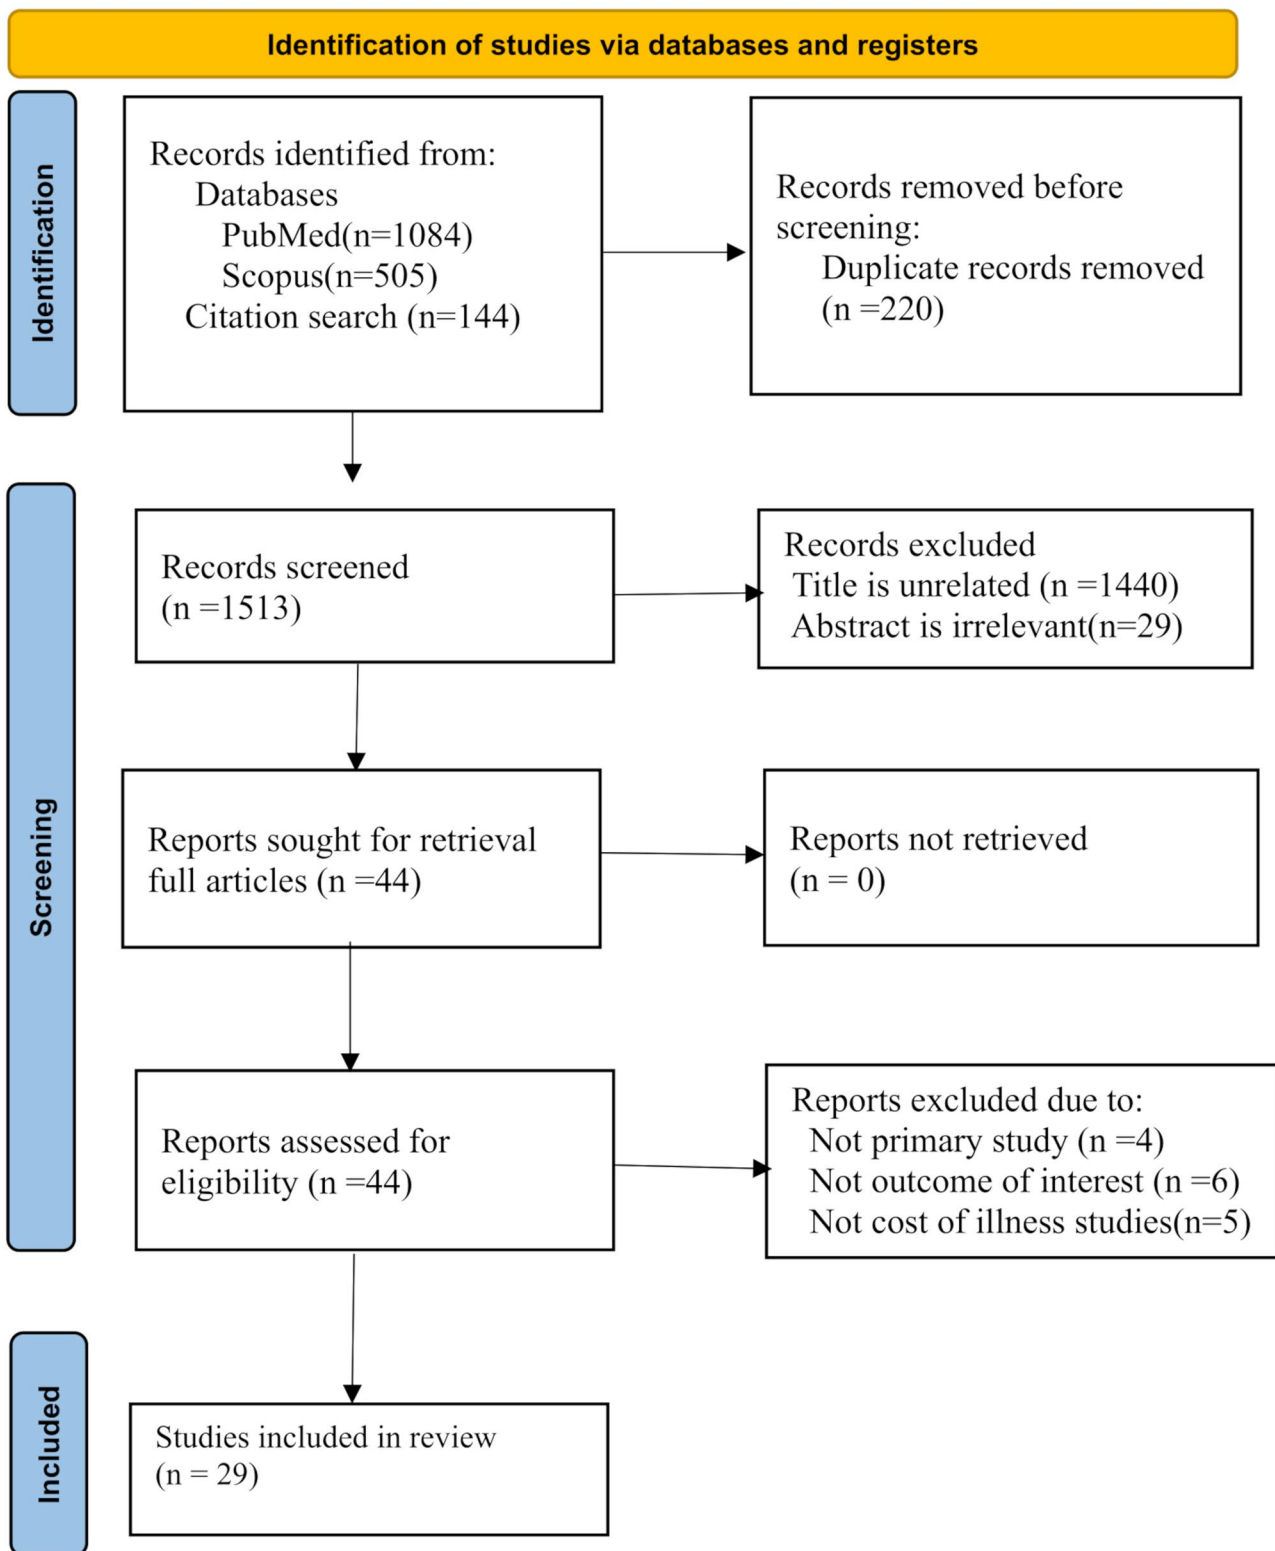 Identification of studies via databases and registers
Identification
Records identified from:
Databases
PubMed(n=1084)
Scopus(n=505)
Citation search (n=144)
Records removed before
screening:
Duplicate records removed
(n =220)
Screening
Records screened
(n =1513)
Records excluded
Title is unrelated (n =1440)
Abstract is irrelevant(n=29)
Reports sought for retrieval
full articles (n =44)
Reports not retrieved
(n = 0)
Reports assessed for
eligibility (n =44)
Reports excluded due to:
Not primary study (n =4)
Not outcome of interest (n =6)
Not cost of illness studies(n=5)
Included
Studies included in review
(n = 29)